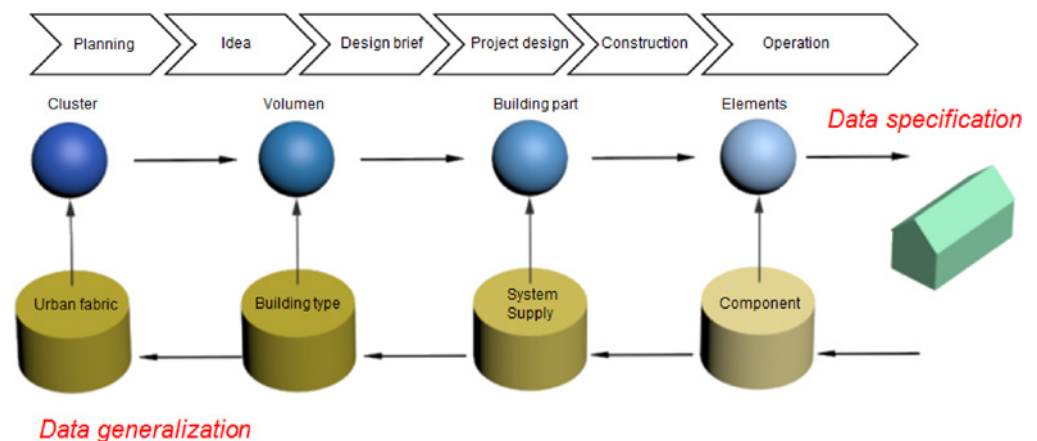 Planning
Idea
Design brief
Project design
Construction
Operation
Cluster
Volumen
Building part
Elements
Data specification
Urban fabric
Building type
System
Supply
Component
Data generalization